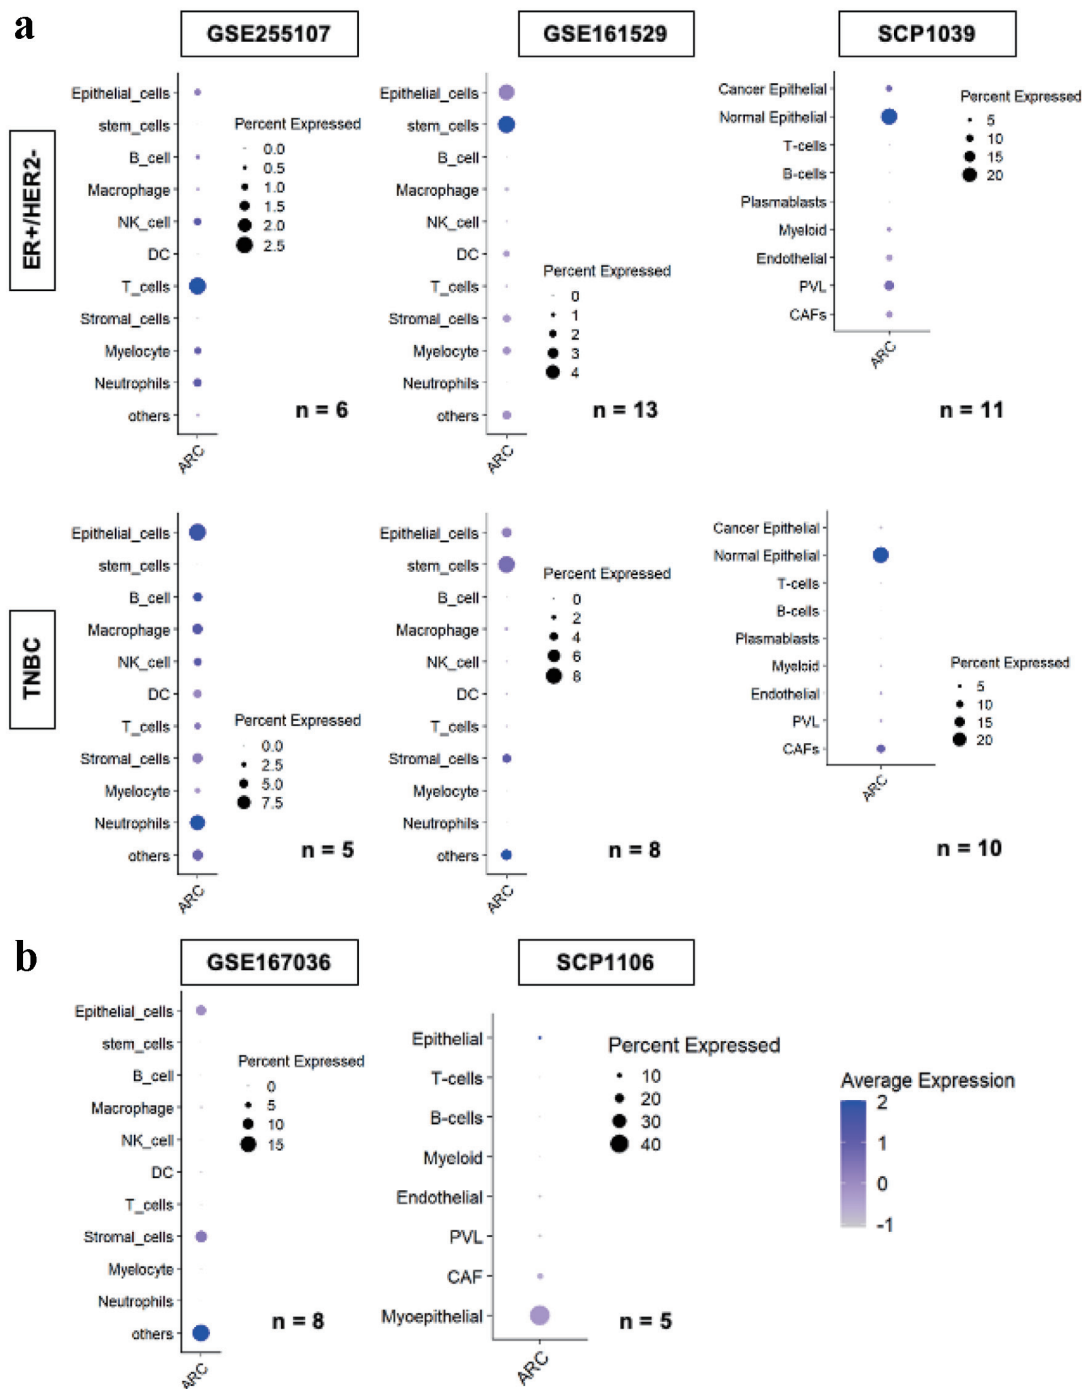 a
GSE255107
GSE161529
SCP1039
ER+/HER2-
Epithelial_cells
stem_cells
B_cell
Macrophage
NK_cell
DC
T_cells
Stromal_cells
Myelocyte
Neutrophils
others
ARC
Percent Expressed
0.0
0.5
1.0
1.5
2.0
2.5
n = 6
Epithelial_cells
stem_cells
B_cell
Macrophage
NK_cell
DC
T_cells
Stromal_cells
Myelocyte
Neutrophils
others
ARC
Percent Expressed
0
1
2
3
4
n = 13
Cancer Epithelial
Normal Epithelial
T-cells
B-cells
Plasmablasts
Myeloid
Endothelial
PVL
CAFs
ARC
Percent Expressed
5
10
15
20
n = 11
TNBC
Epithelial_cells
stem_cells
B_cell
Macrophage
NK_cell
DC
T_cells
Stromal_cells
Myelocyte
Neutrophils
others
ARC
Percent Expressed
0.0
2.5
5.0
7.5
n = 5
Epithelial_cells
stem_cells
B_cell
Macrophage
NK_cell
DC
T_cells
Stromal_cells
Myelocyte
Neutrophils
others
ARC
Percent Expressed
0
2
4
6
8
n = 8
Cancer Epithelial
Normal Epithelial
T-cells
B-cells
Plasmablasts
Myeloid
Endothelial
PVL
CAFs
ARC
Percent Expressed
5
10
15
20
n = 10
b
GSE167036
SCP1106
Epithelial_cells
stem_cells
B_cell
Macrophage
NK_cell
DC
T_cells
Stromal_cells
Myelocyte
Neutrophils
others
ARC
Percent Expressed
0
5
10
15
n = 8
Epithelial
T-cells
B-cells
Myeloid
Endothelial
PVL
CAF
Myoepithelial
ARC
Percent Expressed
10
20
30
40
n = 5
Average Expression
2
1
0
-1